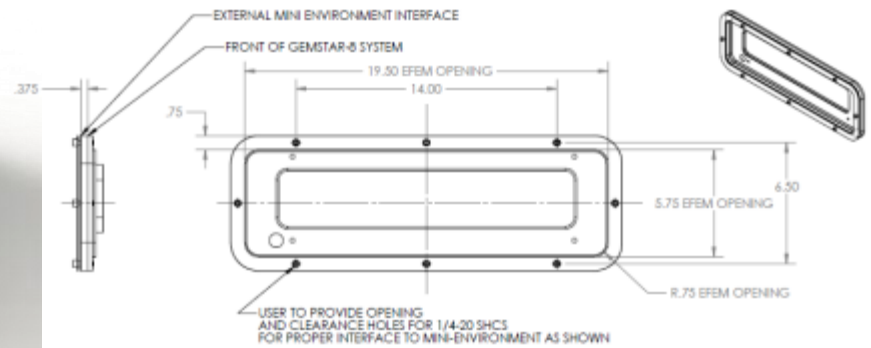 EXTERNAL MINI ENVIRONMENT INTERFACE
FRONT OF GEMSTAR-8 SYSTEM
.375
19.50 EFEM OPENING
14.00
.75
5.75 EFEM OPENING
6.50
R.75 EFEM OPENING
USER TO PROVIDE OPENING
AND CLEARANCE HOLES FOR 1/4-20 SHCS
FOR PROPER INTERFACE TO MINI-ENVIRONMENT AS SHOWN